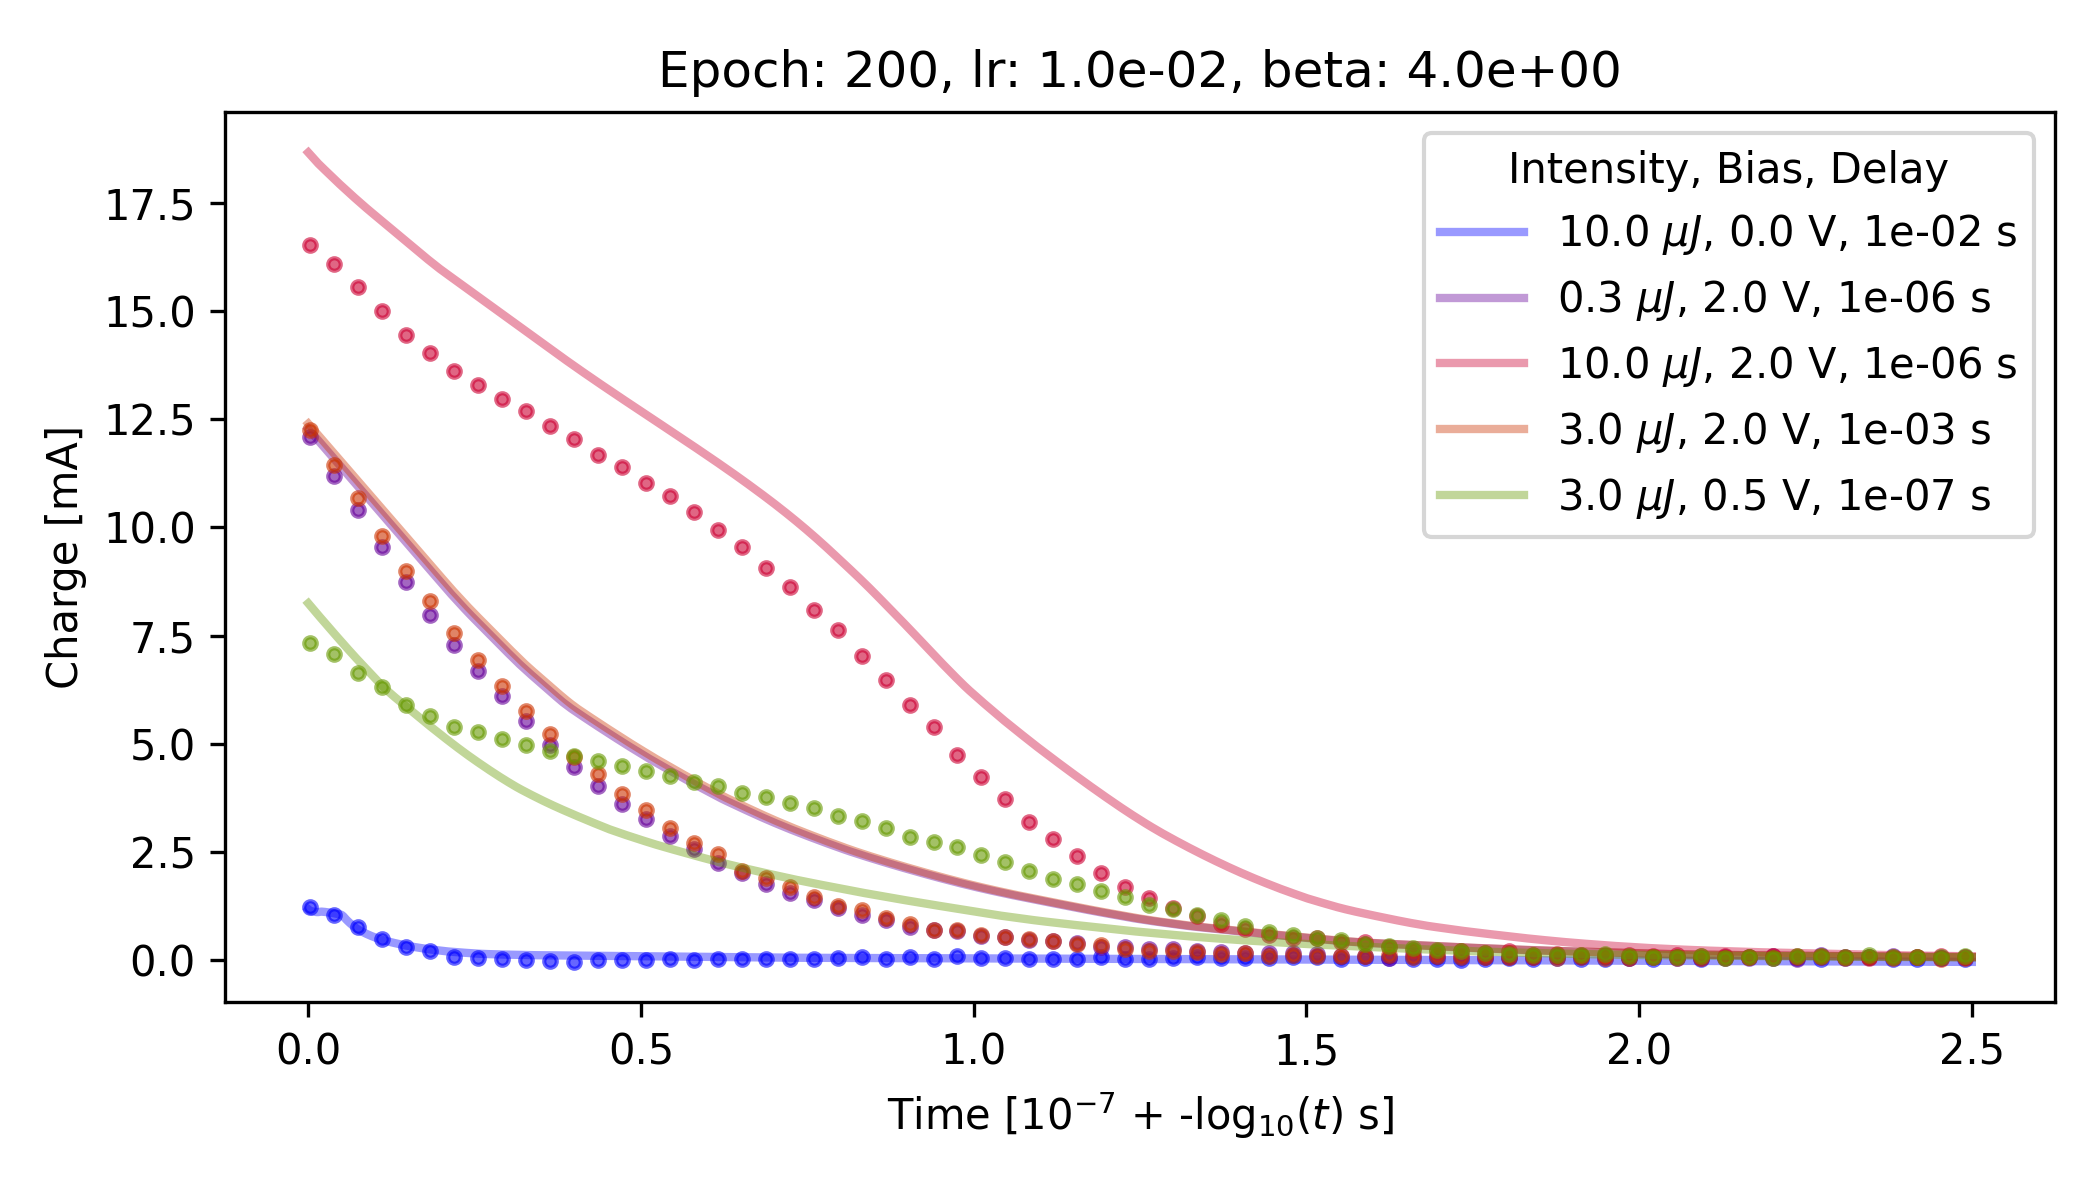 Epoch: 200, lr: 1.0e-02, beta: 4.0e+00
Intensity, Bias, Delay
10.0 μJ, 0.0 V, 1e-02 s
0.3 μJ, 2.0 V, 1e-06 s
10.0 μJ, 2.0 V, 1e-06 s
3.0 μJ, 2.0 V, 1e-03 s
3.0 μJ, 0.5 V, 1e-07 s
Charge [mA]
17.5
15.0
12.5
10.0
7.5
5.0
2.5
0.0
0.0 0.5 1.0 1.5 2.0 2.5
Time [10⁻⁷ + -log₁₀(t) s]